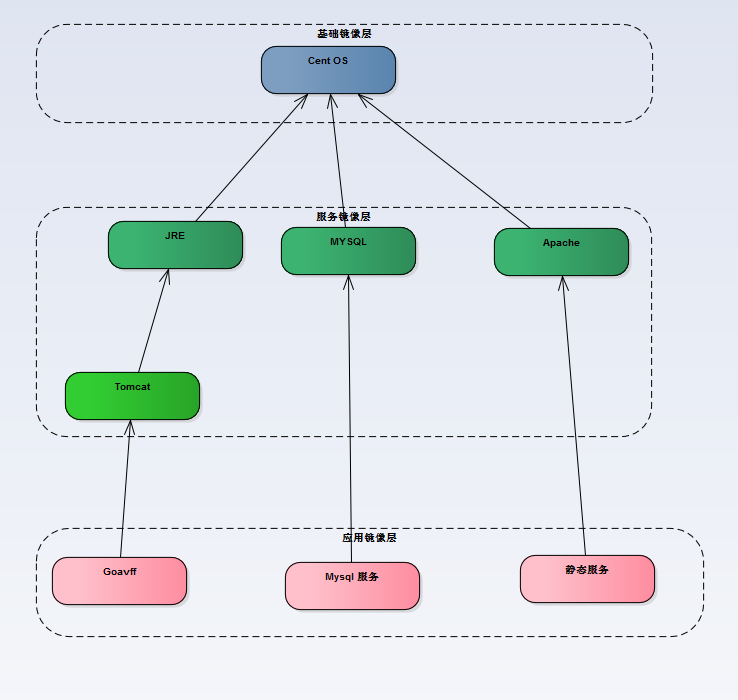 基础镜像层
Cent OS
服务镜像层
JRE
MYSQL
Apache
Tomcat
应用镜像层
Goavff
Mysql 服务
静态服务